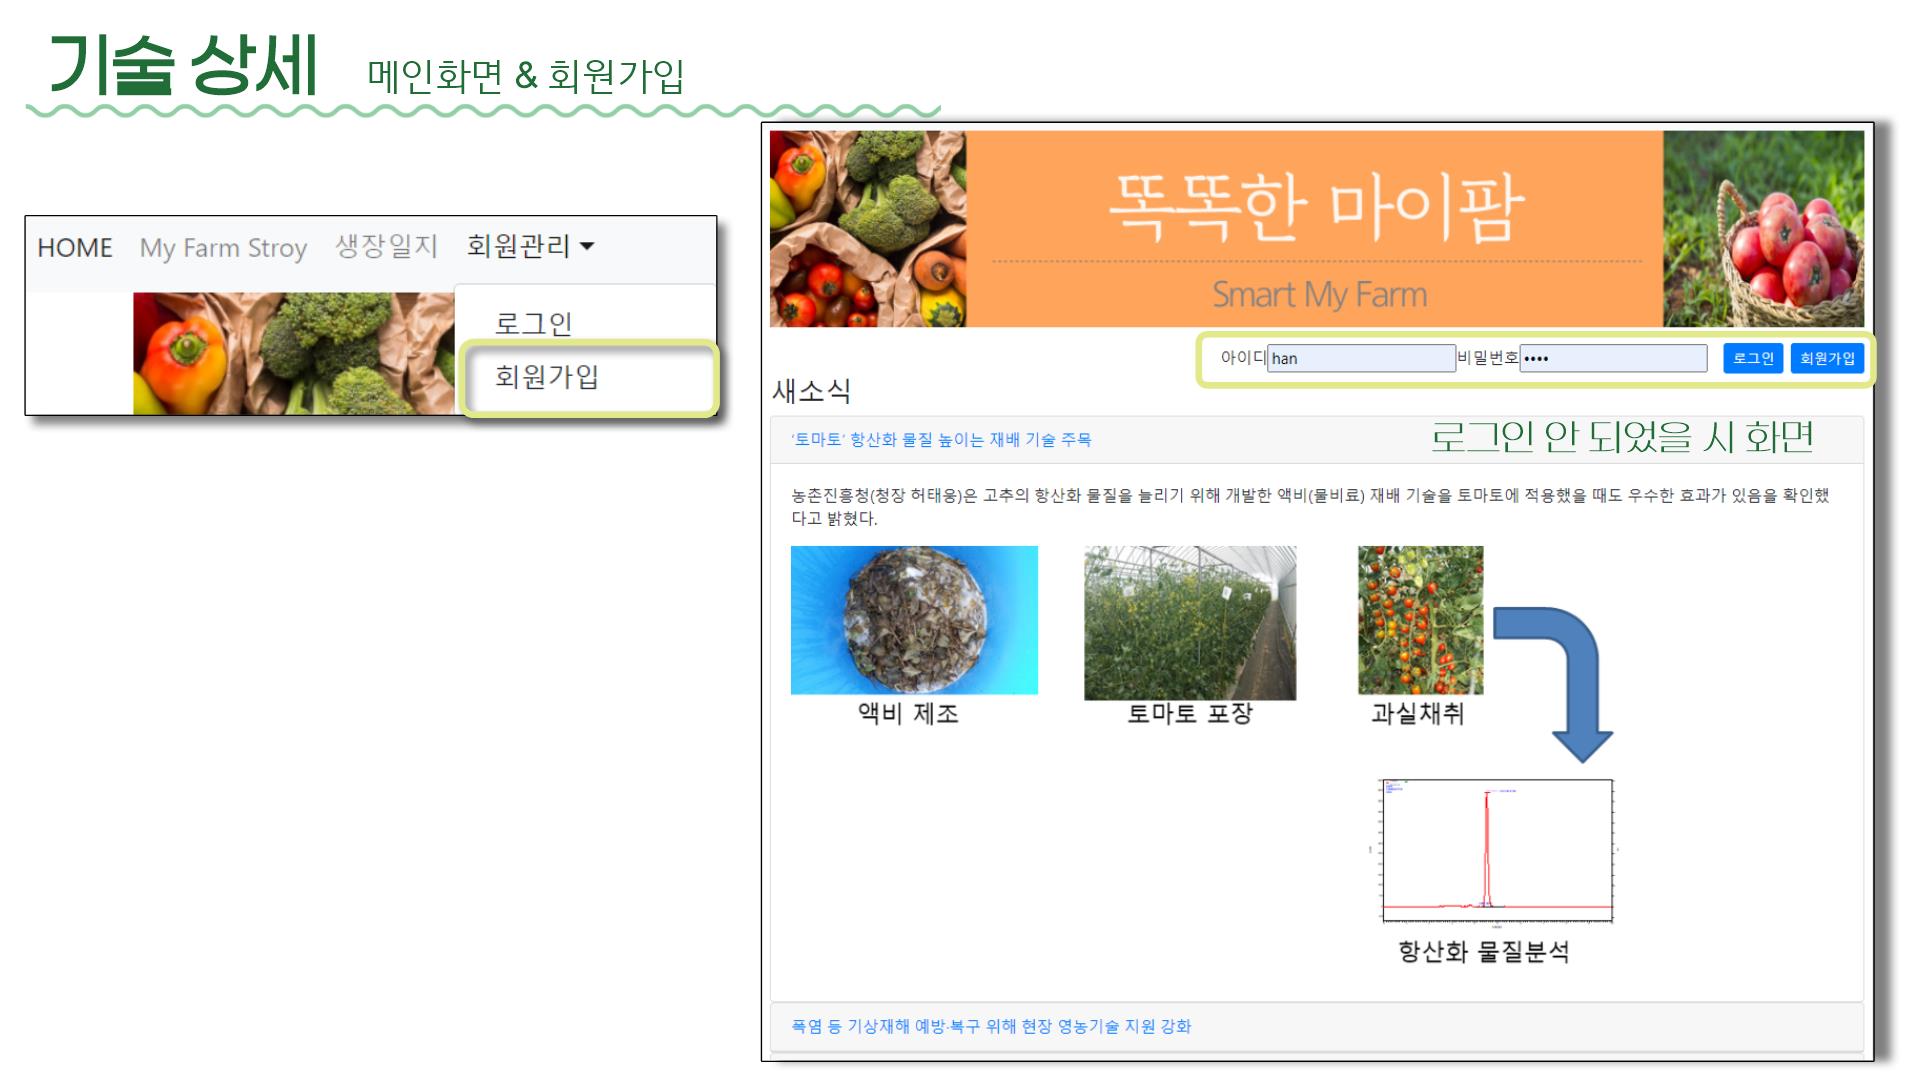 기술 상세
메인화면 & 회원가입
HOME My Farm Stroy 생장일지 회원관리
로그인
회원가입
똑똑한 마이팜
Smart My Farm
아이디 han 비밀번호 •••• 로그인 회원가입
새소식
'토마토' 항산화 물질 높이는 재배 기술 주목
로그인 안 되었을 시 화면
농촌진흥청(청장 허태웅)은 고추의 항산화 물질을 늘리기 위해 개발한 액비(물비료) 재배 기술을 토마토에 적용했을 때도 우수한 효과가 있음을 확인했
다고 밝혔다.
액비 제조 토마토 포장 과실채취
항산화 물질분석
폭염 등 기상재해 예방·복구 위해 현장 영농기술 지원 강화